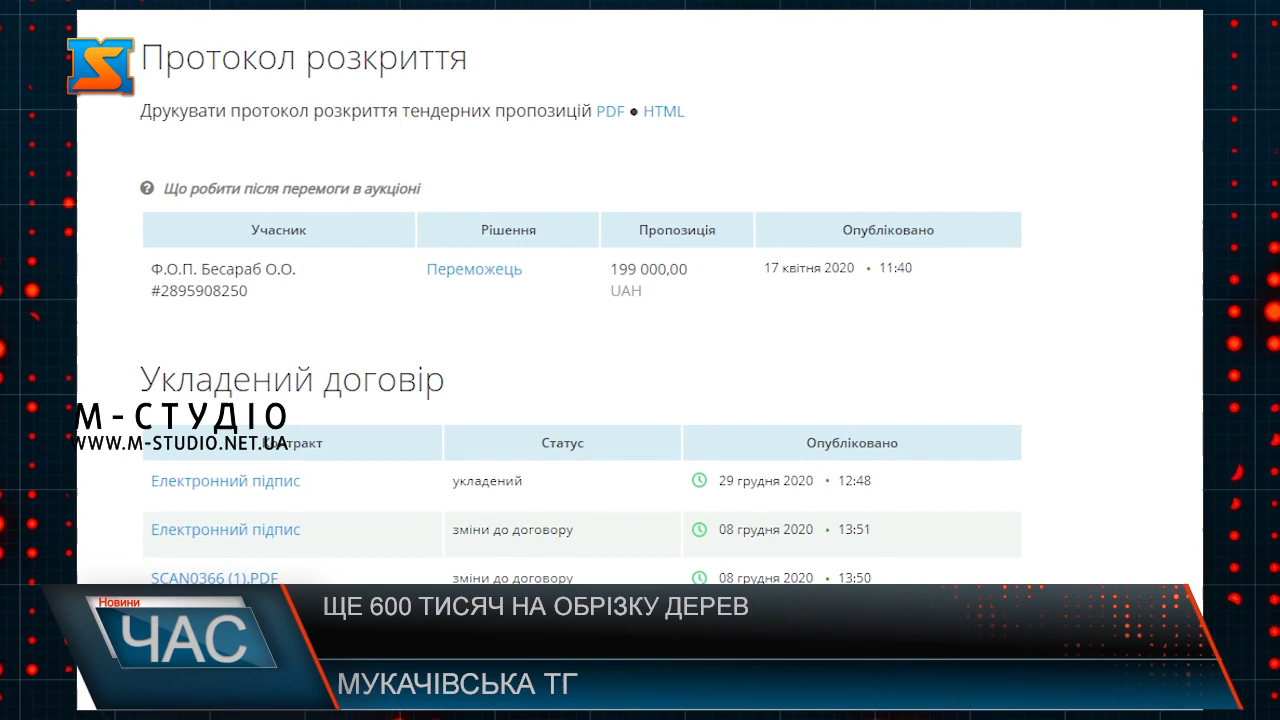 Протокол розкриття
Друкувати протокол розкриття тендерних пропозицій PDF ● HTML
Що робити після перемоги в аукціоні
Учасник Рішення Пропозиція Опубліковано
Ф.О.П. Бесараб О.О. Переможець 199 000,00 17 квітня 2020 • 11:40
#2895908250 UAH
Укладений договір
М-СТУДІО
WWW.M-STUDIO.NET.UA
Контракт Статус Опубліковано
Електронний підпис укладений 29 грудня 2020 • 12:48
Електронний підпис зміни до договору 08 грудня 2020 • 13:51
SCAN0366 (1).PDF зміни до договору 08 грудня 2020 • 13:50
Новини
ЧАС
ЩЕ 600 ТИСЯЧ НА ОБРІЗКУ ДЕРЕВ
МУКАЧІВСЬКА ТГ